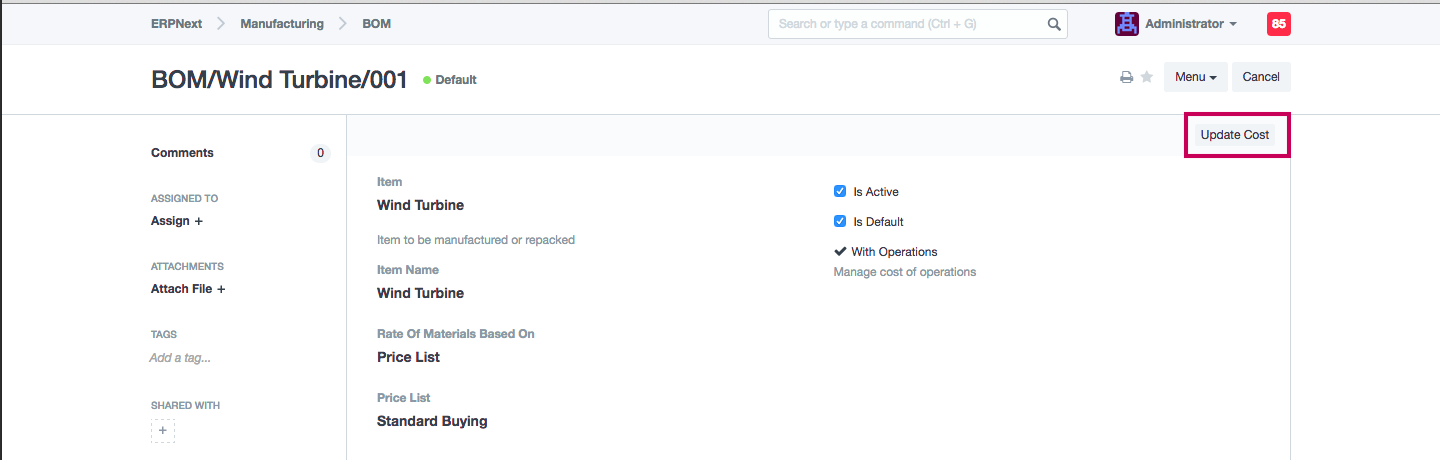 ERPNext Manufacturing BOM Search or type a command (Ctrl + G) Administrator 85
BOM/Wind Turbine/001 Default Menu Cancel
Update Cost
Comments 0
ASSIGNED TO
Assign +
ATTACHMENTS
Attach File +
TAGS
Add a tag...
SHARED WITH
+
Item
Wind Turbine
Item to be manufactured or repacked
Item Name
Wind Turbine
Rate Of Materials Based On
Price List
Price List
Standard Buying
Is Active
Is Default
With Operations
Manage cost of operations